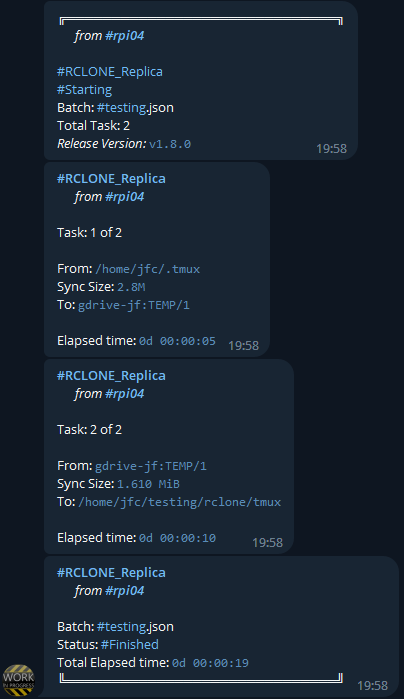 ╔══════════════════════╗
from #rpi04
#RCLONE_Replica
#Starting
Batch: #testing.json
Total Task: 2
Release Version: v1.8.0
19:58
#RCLONE_Replica
from #rpi04
Task: 1 of 2
From: /home/jfc/.tmux
Sync Size: 2.8M
To: gdrive-jf:TEMP/1
Elapsed time: 0d 00:00:05
19:58
#RCLONE_Replica
from #rpi04
Task: 2 of 2
From: gdrive-jf:TEMP/1
Sync Size: 1.610 MiB
To: /home/jfc/testing/rclone/tmux
Elapsed time: 0d 00:00:10
19:58
#RCLONE_Replica
from #rpi04
Batch: #testing.json
Status: #Finished
Total Elapsed time: 0d 00:00:19
╚══════════════════════╝
19:58
WORK
IN PROGRESS